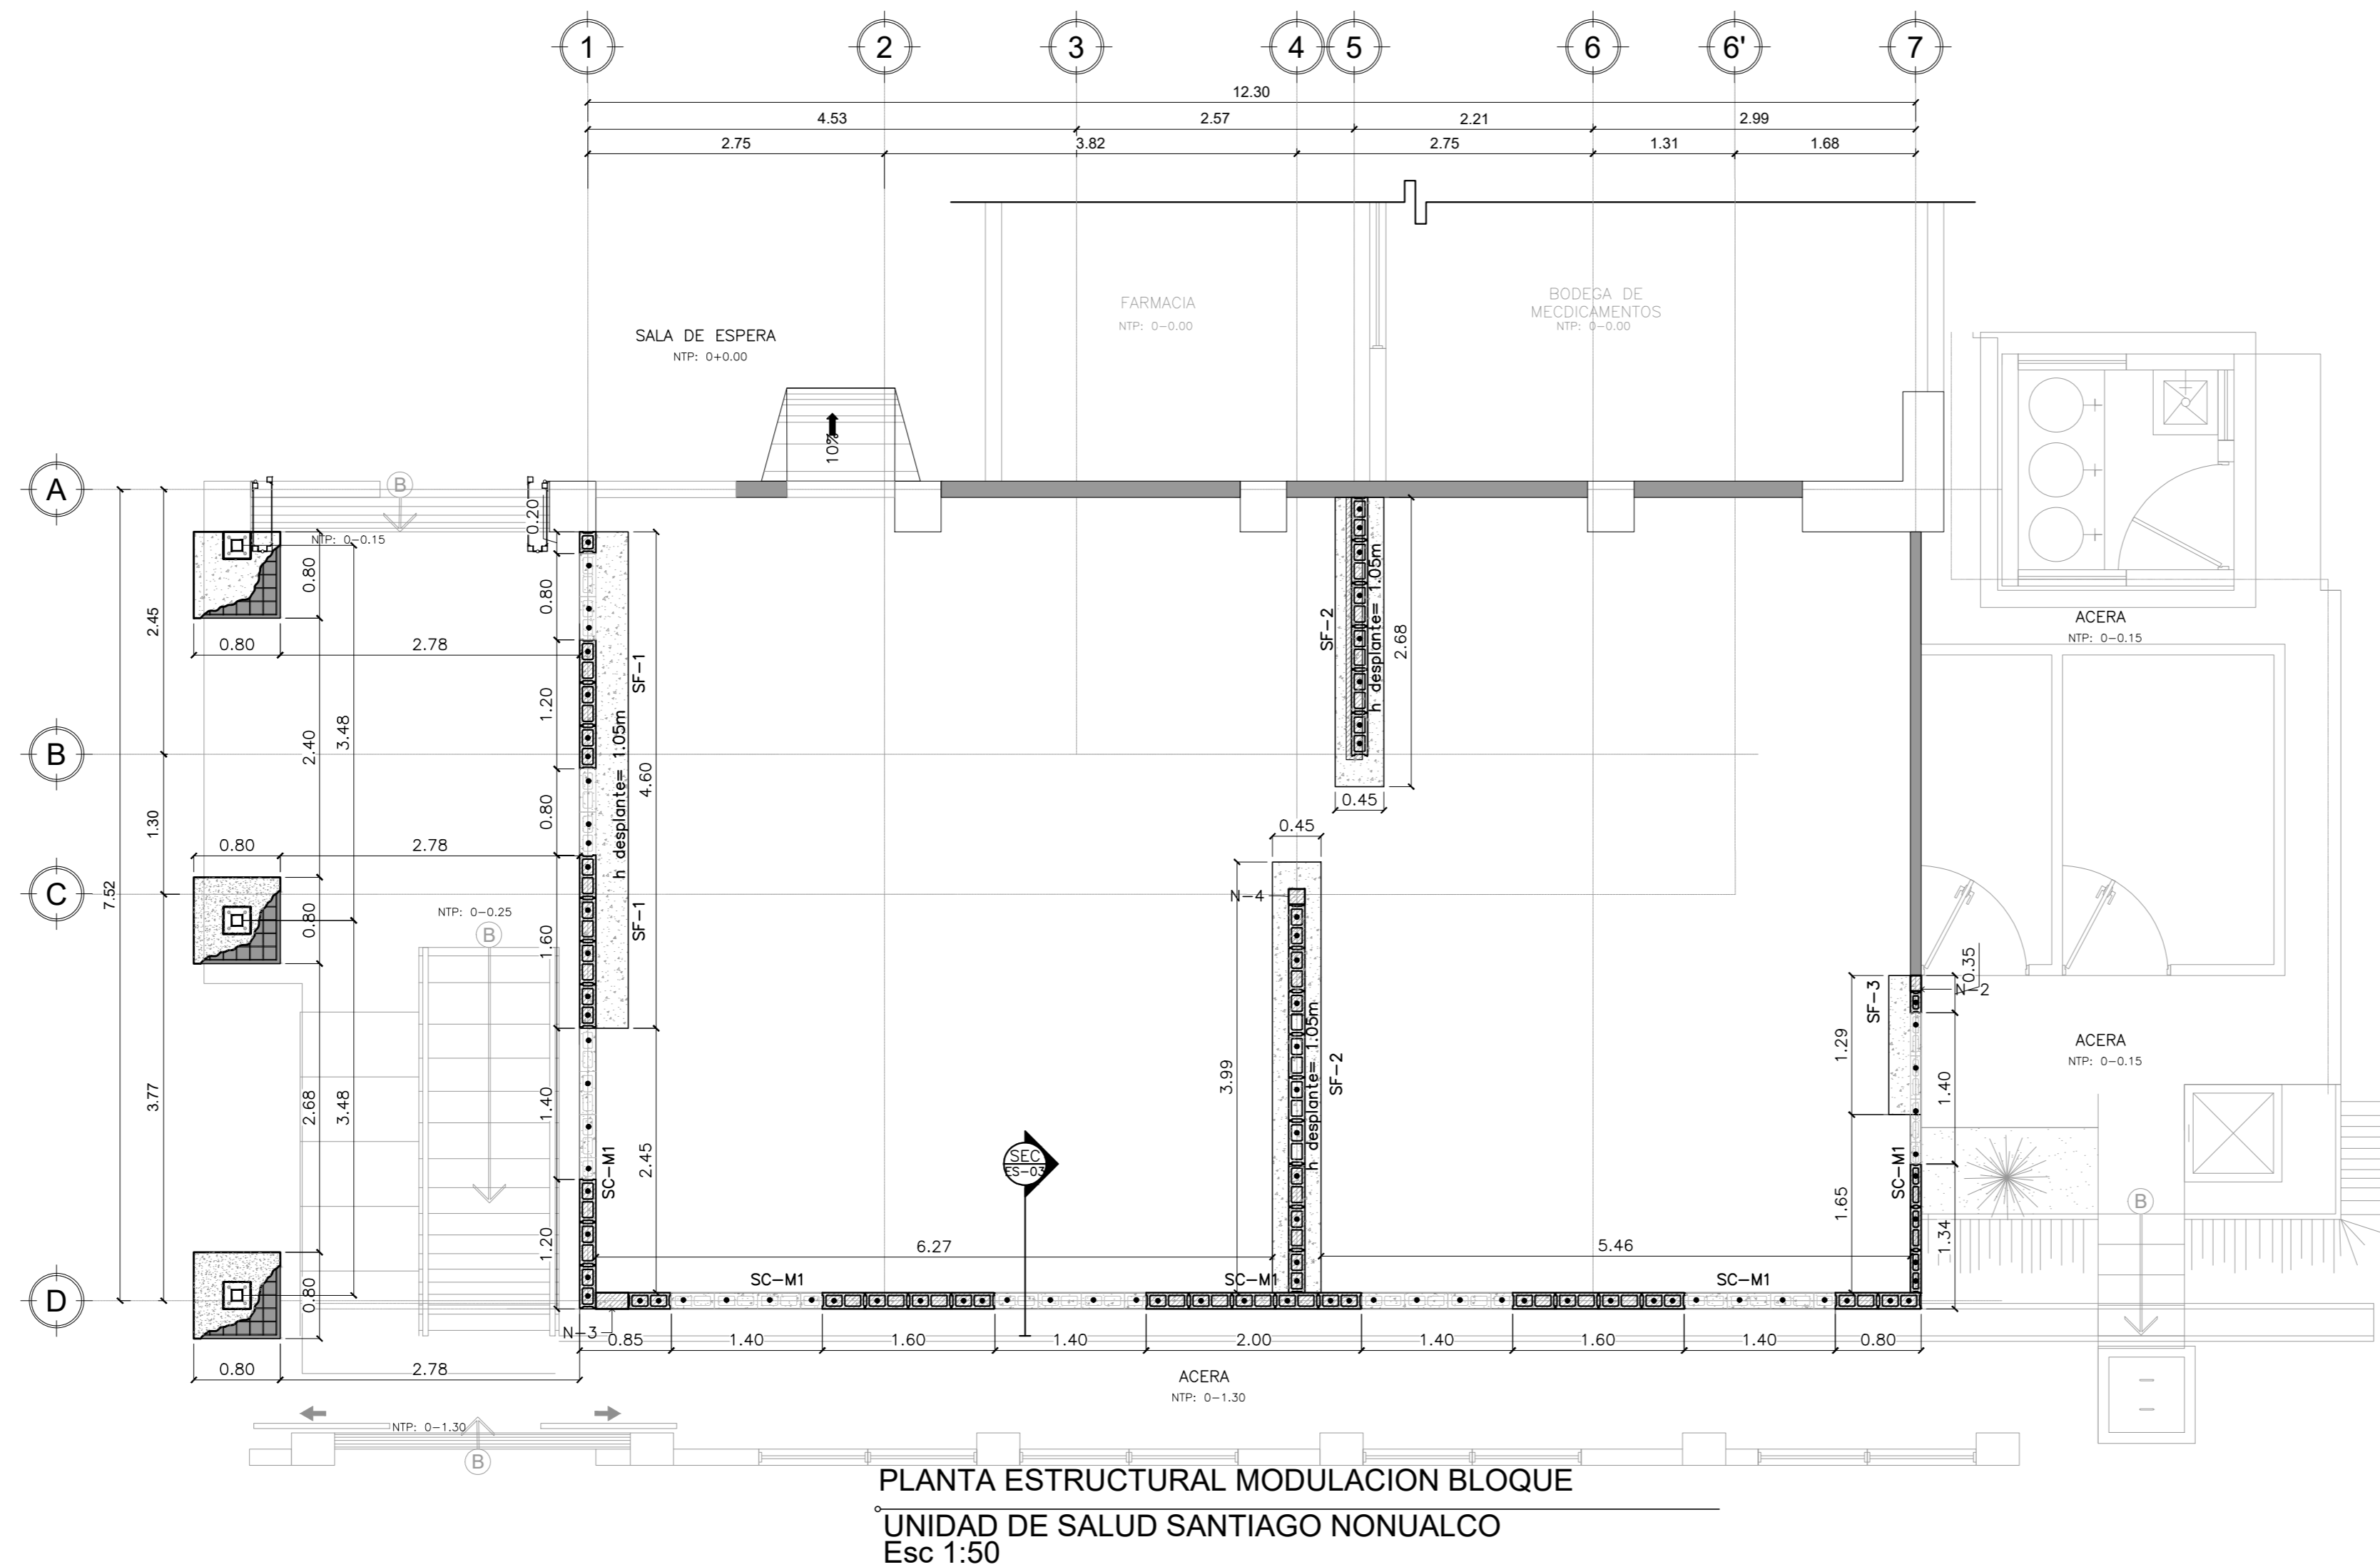 1 2 3 4 5 6 6' 7
12.30
4.53 2.57 2.21 2.99
2.75 3.82 2.75 1.31 1.68
FARMACIA
NTP: 0-0.00
BODEGA DE
MECDICAMENTOS
NTP: 0-0.00
SALA DE ESPERA
NTP: 0+0.00
10%
A
B
0.20
NTP: 0-0.15
0.80
0.80
2.45
0.80 2.78
SF-1
1.20
h desplante= 1.05m
SF-2
2.68
ACERA
NTP: 0-0.15
B
2.40
3.48
4.60
0.80
0.45
1.30
0.80 2.78
0.45
C
7.52
N-4
NTP: 0-0.25
B
0.80
1.60
SF-1
h desplante= 1.05m
0.35
N-2
SF-3
1.29
ACERA
NTP: 0-0.15
3.77
2.68
3.48
1.40
2.45
SC-M1
SEC
ES-03
3.99
h desplante= 1.05m
SF-2
1.40
SC-M1
1.65
1.34
B
1.20
6.27 5.46
D
0.80
SC-M1 SC-M1 SC-M1
N-3
0.85 1.40 1.60 1.40 2.00 1.40 1.60 1.40 0.80
0.80 2.78
ACERA
NTP: 0-1.30
NTP: 0-1.30
B
PLANTA ESTRUCTURAL MODULACION BLOQUE
UNIDAD DE SALUD SANTIAGO NONUALCO
Esc 1:50